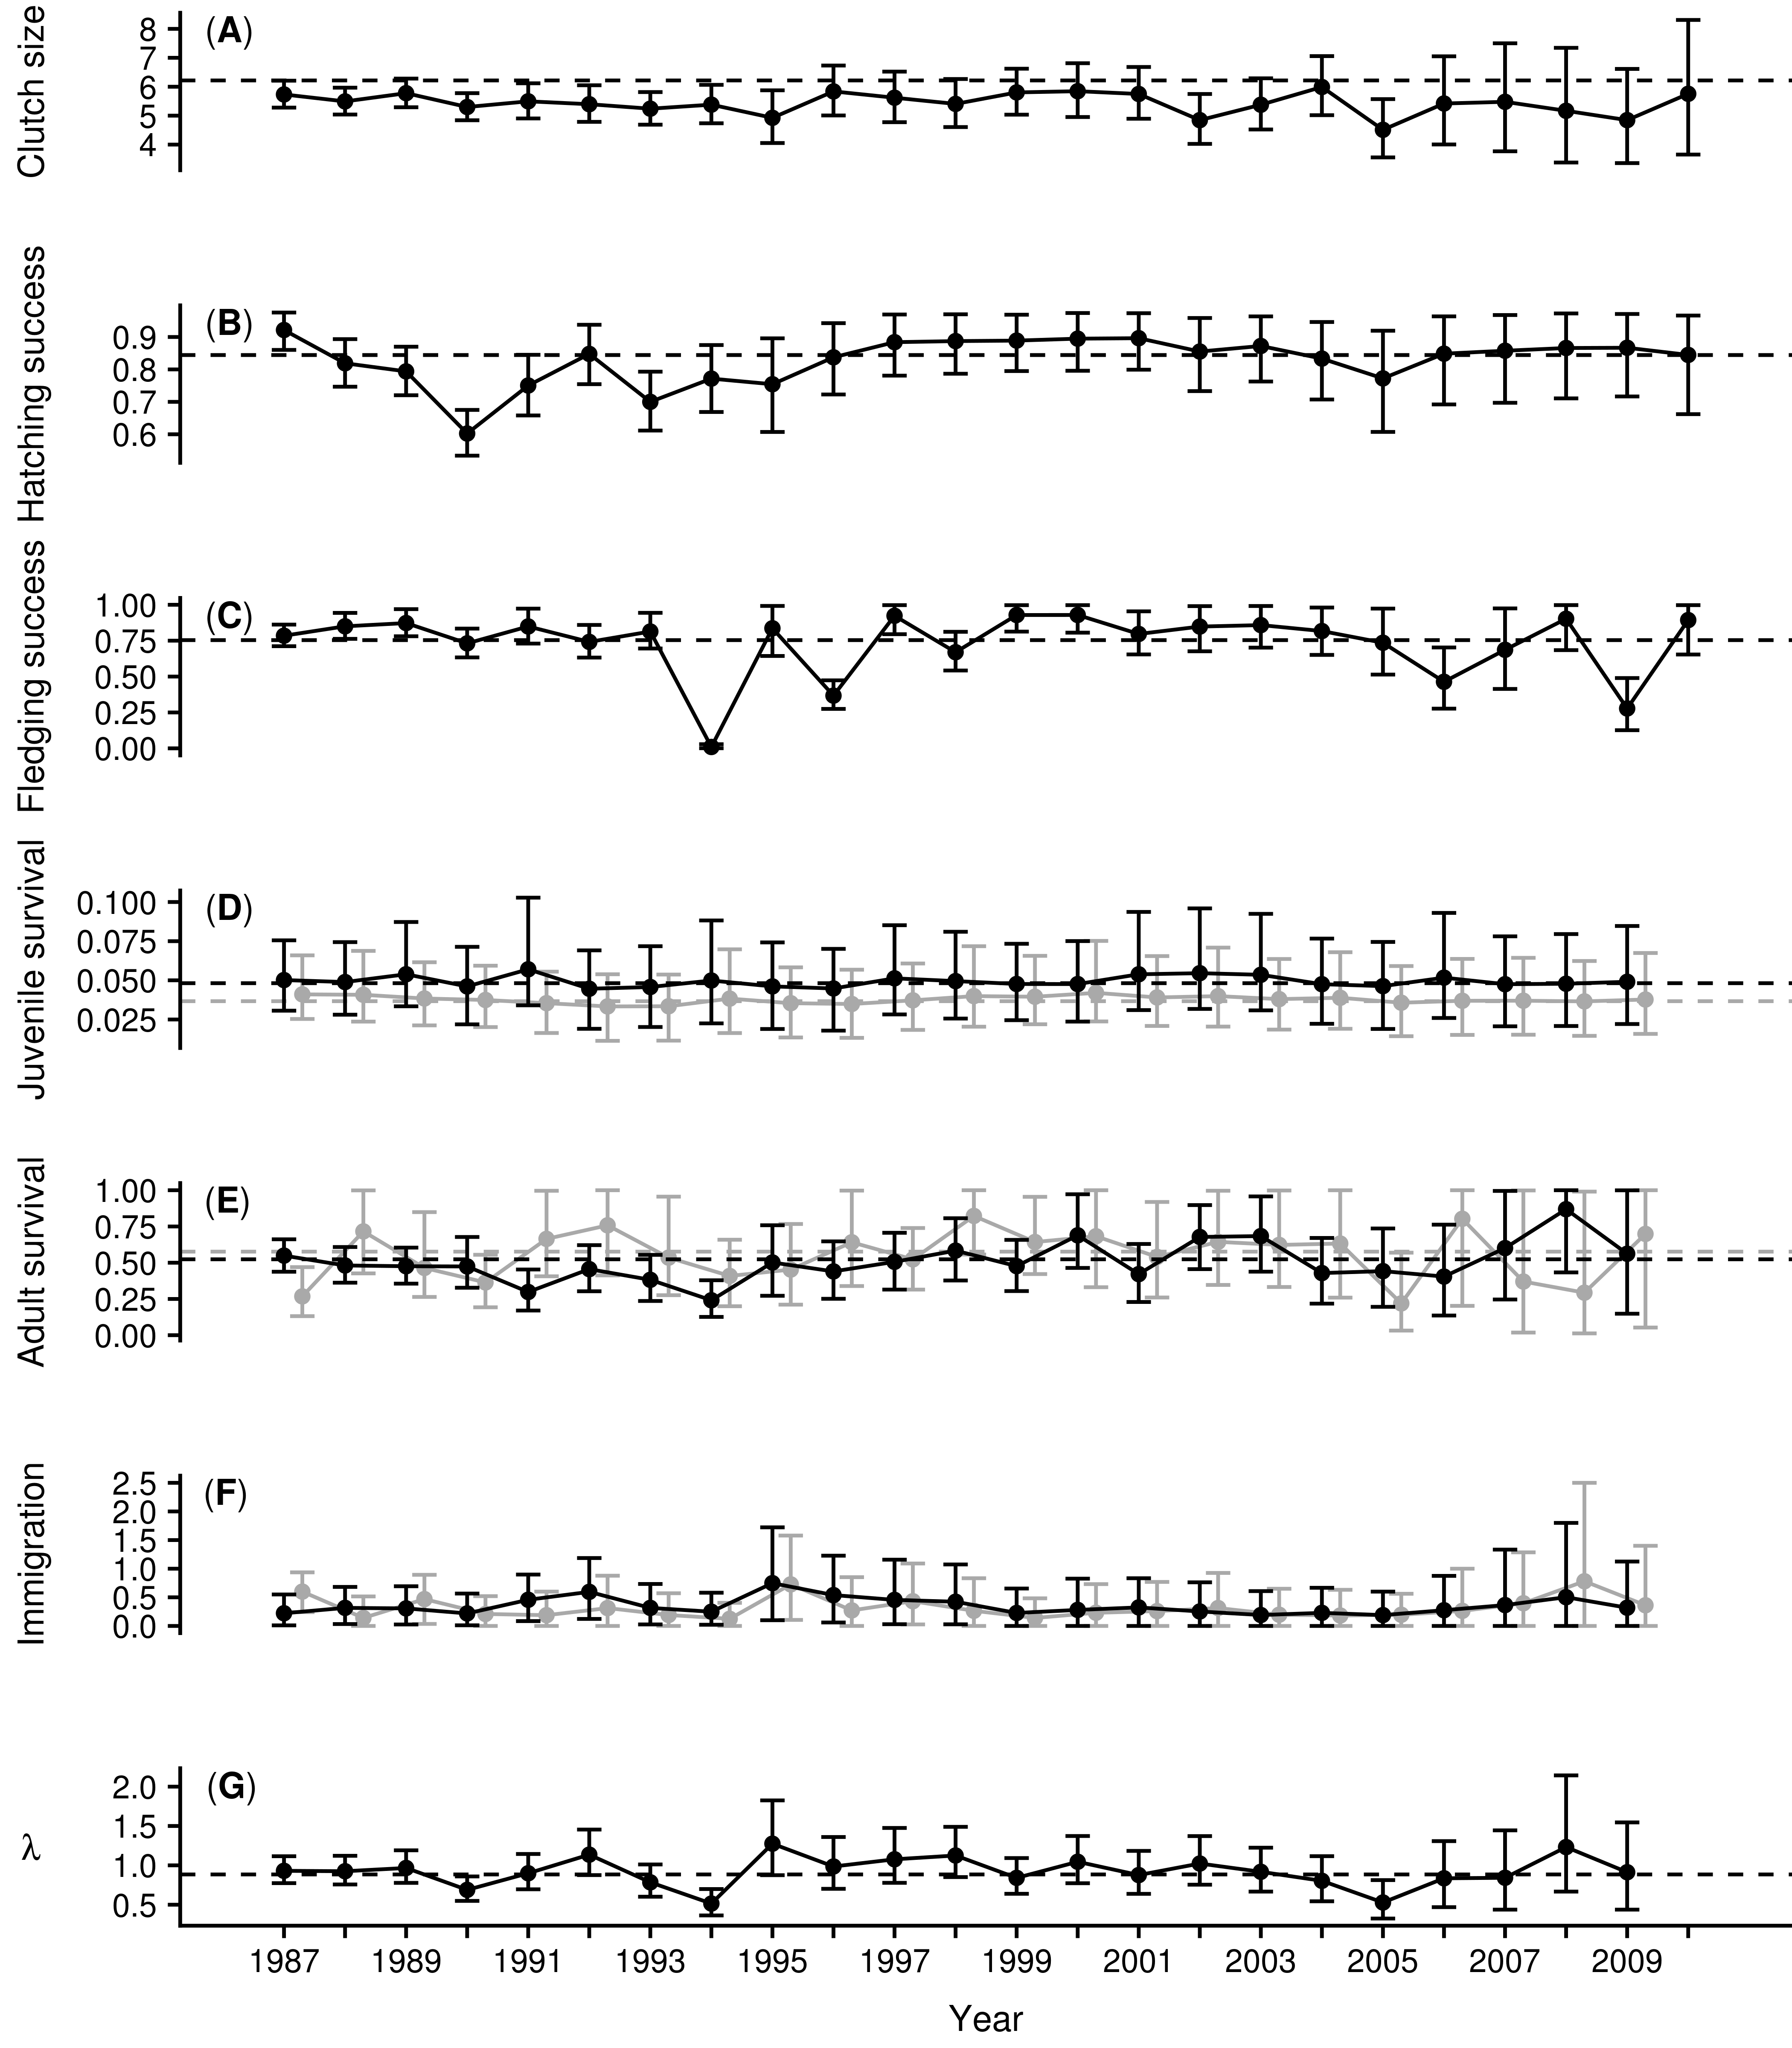 (A)
Clutch size
8
7
6
5
4
(B)
Hatching success
0.9
0.8
0.7
0.6
(C)
Fledging success
1.00
0.75
0.50
0.25
0.00
(D)
Juvenile survival
0.100
0.075
0.050
0.025
(E)
Adult survival
1.00
0.75
0.50
0.25
0.00
(F)
Immigration
2.5
2.0
1.5
1.0
0.5
0.0
(G)
λ
2.0
1.5
1.0
0.5
1987 1989 1991 1993 1995 1997 1999 2001 2003 2005 2007 2009
Year